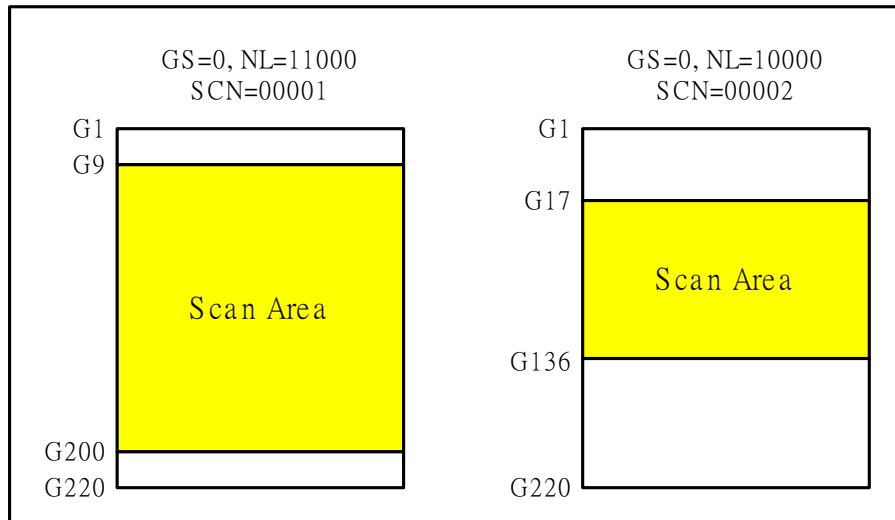 GS=0, NL=11000
SCN=00001
G1
G9
Scan Area
G200
G220
GS=0, NL=10000
SCN=00002
G1
G17
Scan Area
G136
G220